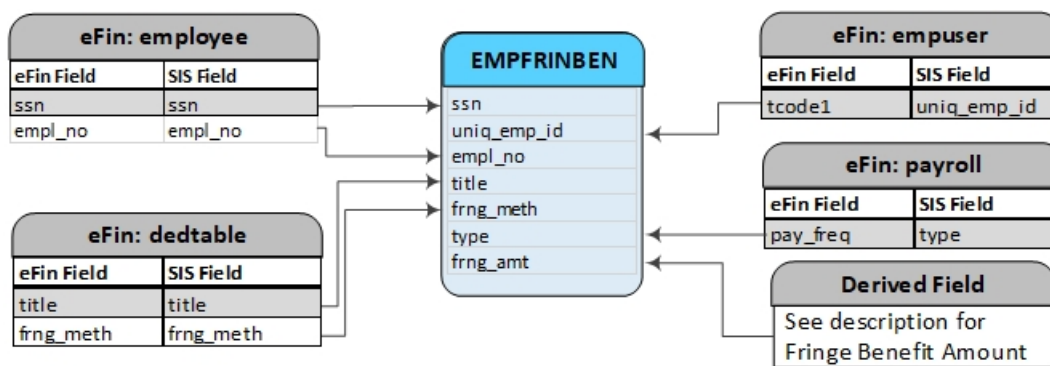 eFin: employee
eFin Field SIS Field
ssn ssn
empl_no empl_no
eFin: dedtable
eFin Field SIS Field
title title
frng_meth frng_meth
EMPFRINBEN
ssn
uniq_emp_id
empl_no
title
frng_meth
type
frng_amt
eFin: empuser
eFin Field SIS Field
tcode1 uniq_emp_id
eFin: payroll
eFin Field SIS Field
pay_freq type
Derived Field
See description for
Fringe Benefit Amount